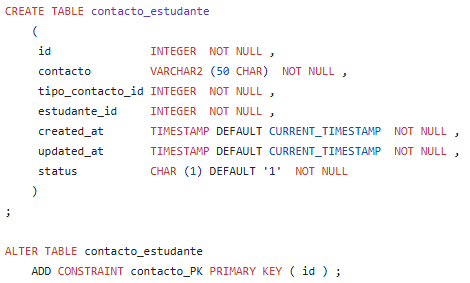 CREATE TABLE contacto_estudante
(
id INTEGER NOT NULL ,
contacto VARCHAR2 (50 CHAR) NOT NULL ,
tipo_contacto_id INTEGER NOT NULL ,
estudante_id INTEGER NOT NULL ,
created_at TIMESTAMP DEFAULT CURRENT_TIMESTAMP NOT NULL ,
updated_at TIMESTAMP DEFAULT CURRENT_TIMESTAMP NOT NULL ,
status CHAR (1) DEFAULT '1' NOT NULL
)
;
ALTER TABLE contacto_estudante
ADD CONSTRAINT contacto_PK PRIMARY KEY ( id ) ;